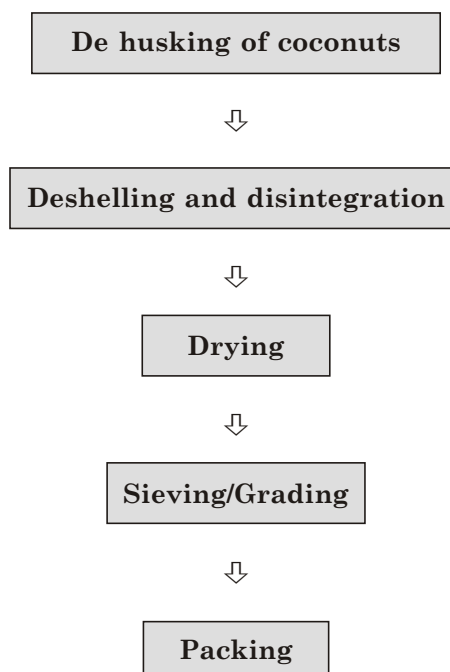 De husking of coconuts
Deshelling and disintegration
Drying
Sieving/Grading
Packing